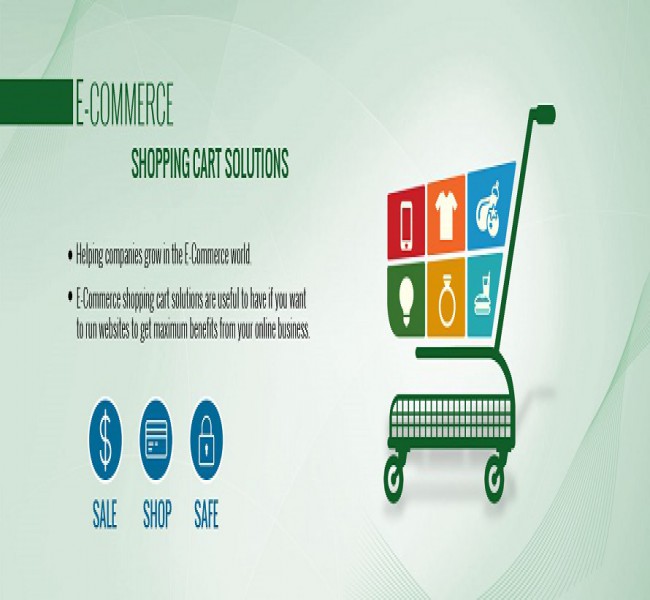 E-COMMERCE
SHOPPING CART SOLUTIONS
• Helping companies grow in the E-Commerce world.
• E-Commerce shopping cart solutions are useful to have if you want
to run websites to get maximum benefits from your online business.
$
SALE SHOP SAFE